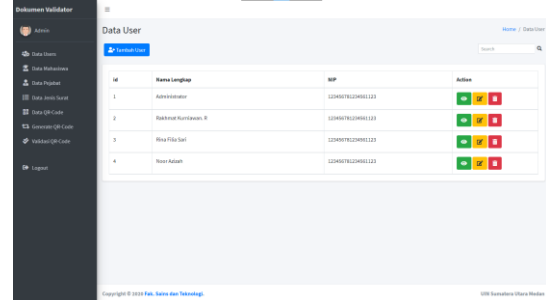 Dokumen Validator
Admin
Data Users
Data Mahasiswa
Data Pejabat
Data Jenis Surat
Data QR-Code
Generate QR-Code
Validasi QR-Code
Logout
Data User
Home / Data User
Tambah User
Search
Id Nama Lengkap NIP Action
1 Administrator 123456781234561123
2 Rakhmat Kurniawan. R 123456781234561123
3 Rina Filia Sari 123456781234561123
4 Noor Azizah 123456781234561123
Copyright © 2020 Fak. Sains dan Teknologi.
UIN Sumatera Utara Medan